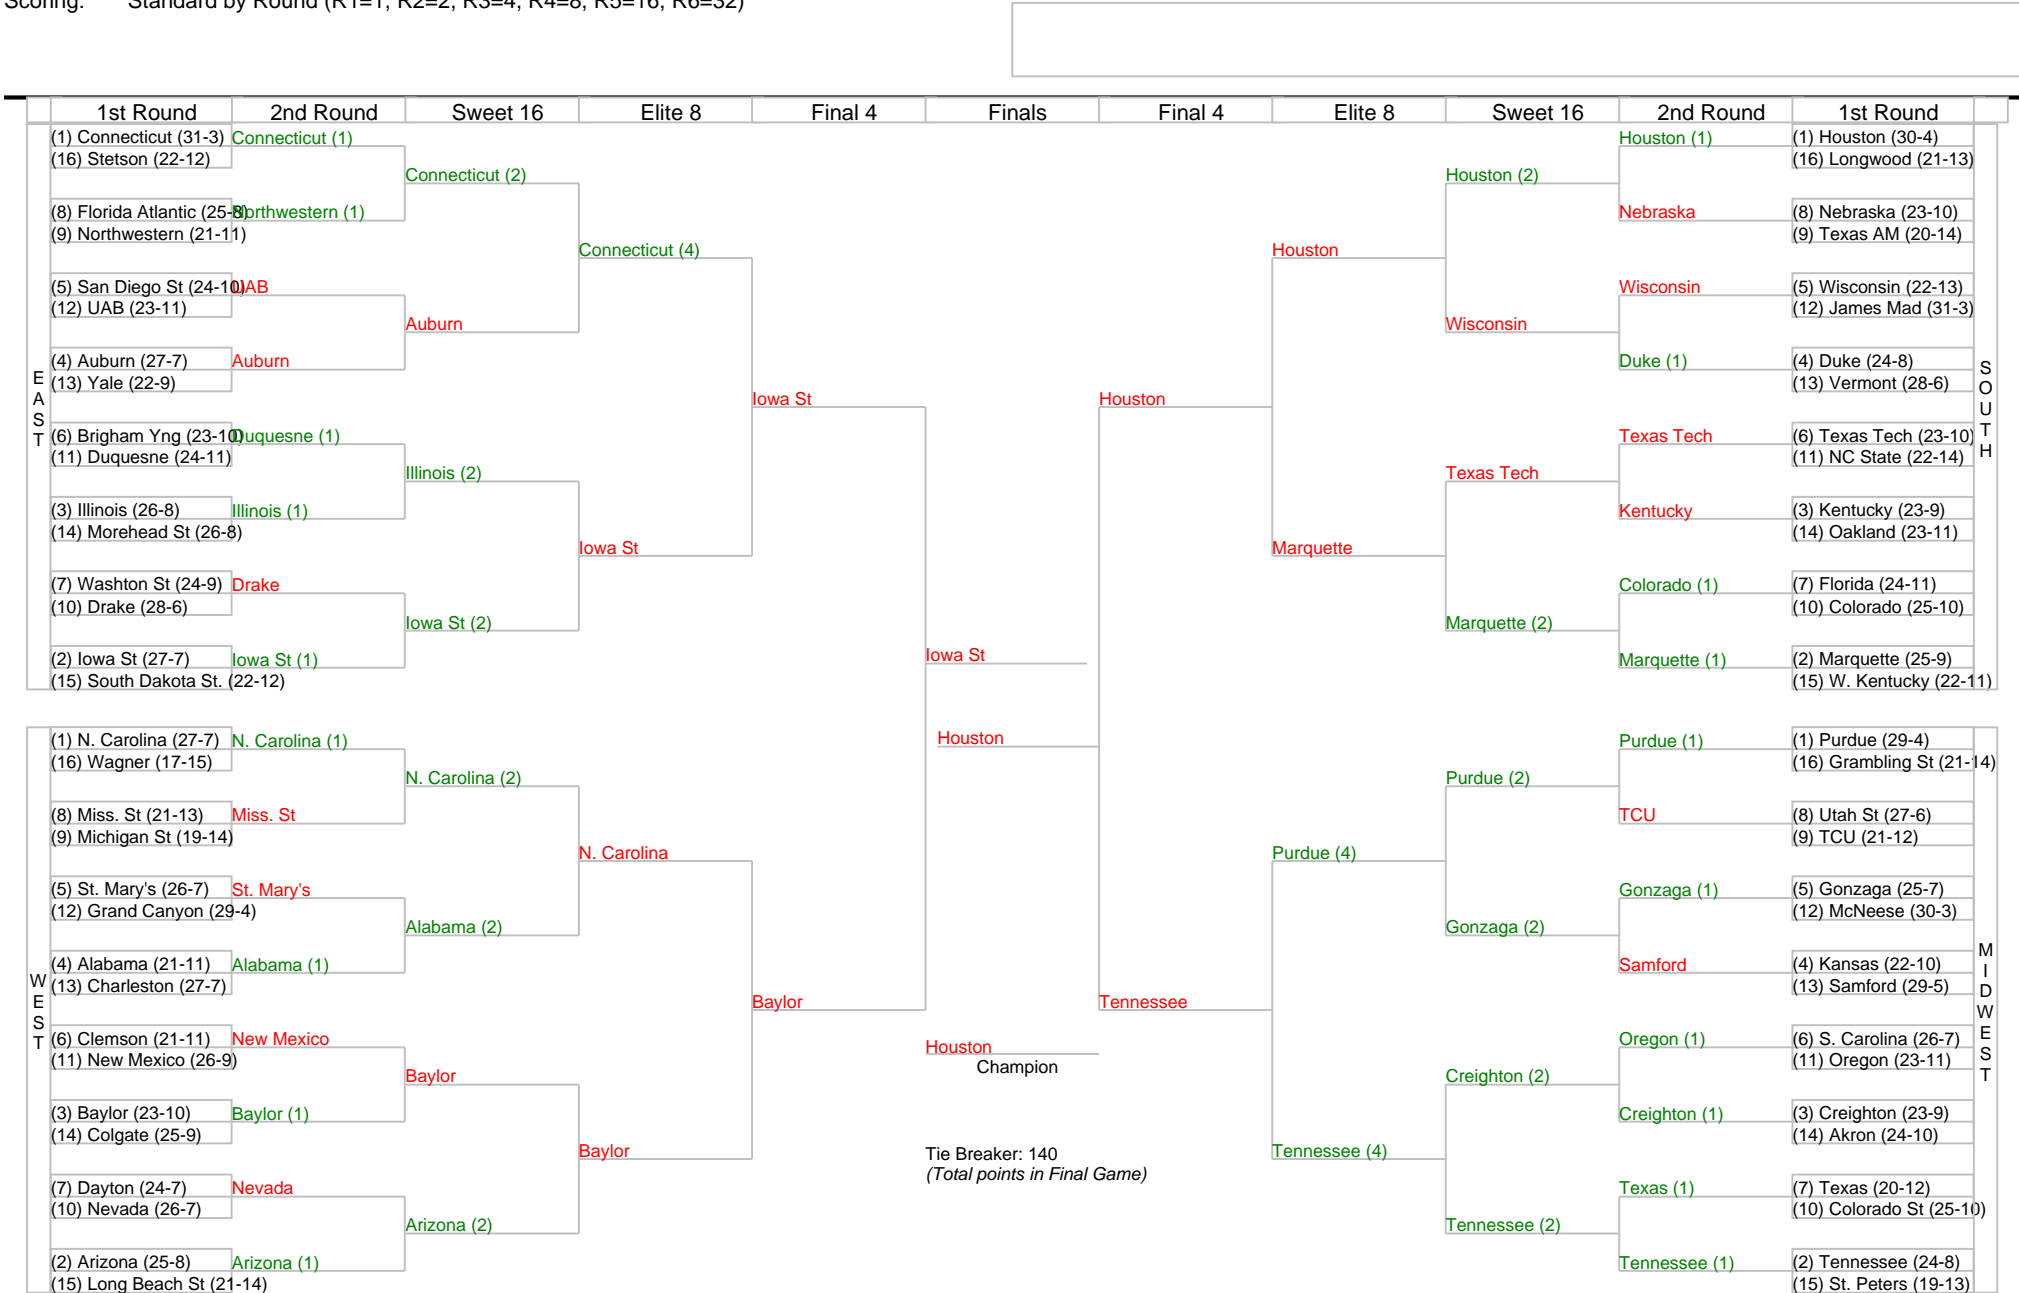 Scoring: Standard by Round (R1=1, R2=2, R3=4, R4=8, R5=16, R6=32)
1st Round 2nd Round Sweet 16 Elite 8 Final 4 Finals Final 4 Elite 8 Sweet 16 2nd Round 1st Round
EAST
(1) Connecticut (31-3)
(16) Stetson (22-12)
(8) Florida Atlantic (25-8)
(9) Northwestern (21-11)
(5) San Diego St (24-10)
(12) UAB (23-11)
(4) Auburn (27-7)
(13) Yale (22-9)
(6) Brigham Yng (23-10)
(11) Duquesne (24-11)
(3) Illinois (26-8)
(14) Morehead St (26-8)
(7) Washton St (24-9)
(10) Drake (28-6)
(2) Iowa St (27-7)
(15) South Dakota St. (22-12)
Connecticut (1)
Northwestern (1)
UAB
Auburn
Duquesne (1)
Illinois (1)
Drake
Iowa St (1)
Connecticut (2)
Auburn
Illinois (2)
Iowa St (2)
Connecticut (4)
Iowa St
Iowa St
WEST
(1) N. Carolina (27-7)
(16) Wagner (17-15)
(8) Miss. St (21-13)
(9) Michigan St (19-14)
(5) St. Mary's (26-7)
(12) Grand Canyon (29-4)
(4) Alabama (21-11)
(13) Charleston (27-7)
(6) Clemson (21-11)
(11) New Mexico (26-9)
(3) Baylor (23-10)
(14) Colgate (25-9)
(7) Dayton (24-7)
(10) Nevada (26-7)
(2) Arizona (25-8)
(15) Long Beach St (21-14)
N. Carolina (1)
Miss. St
St. Mary's
Alabama (1)
New Mexico
Baylor (1)
Nevada
Arizona (1)
N. Carolina (2)
Alabama (2)
Baylor
Arizona (2)
N. Carolina
Baylor
Baylor
Iowa St
Houston
Houston
Champion
Tie Breaker: 140
(Total points in Final Game)
Houston
Houston
Marquette
Houston (2)
Wisconsin
Texas Tech
Marquette (2)
Houston (1)
Nebraska
Wisconsin
Duke (1)
Texas Tech
Kentucky
Colorado (1)
Marquette (1)
(1) Houston (30-4)
(16) Longwood (21-13)
(8) Nebraska (23-10)
(9) Texas AM (20-14)
(5) Wisconsin (22-13)
(12) James Mad (31-3)
(4) Duke (24-8)
(13) Vermont (28-6)
(6) Texas Tech (23-10)
(11) NC State (22-14)
(3) Kentucky (23-9)
(14) Oakland (23-11)
(7) Florida (24-11)
(10) Colorado (25-10)
(2) Marquette (25-9)
(15) W. Kentucky (22-11)
SOUTH
Tennessee
Purdue (4)
Tennessee (4)
Purdue (2)
Gonzaga (2)
Creighton (2)
Tennessee (2)
Purdue (1)
TCU
Gonzaga (1)
Samford
Oregon (1)
Creighton (1)
Texas (1)
Tennessee (1)
(1) Purdue (29-4)
(16) Grambling St (21-14)
(8) Utah St (27-6)
(9) TCU (21-12)
(5) Gonzaga (25-7)
(12) McNeese (30-3)
(4) Kansas (22-10)
(13) Samford (29-5)
(6) S. Carolina (26-7)
(11) Oregon (23-11)
(3) Creighton (23-9)
(14) Akron (24-10)
(7) Texas (20-12)
(10) Colorado St (25-10)
(2) Tennessee (24-8)
(15) St. Peters (19-13)
MIDWEST